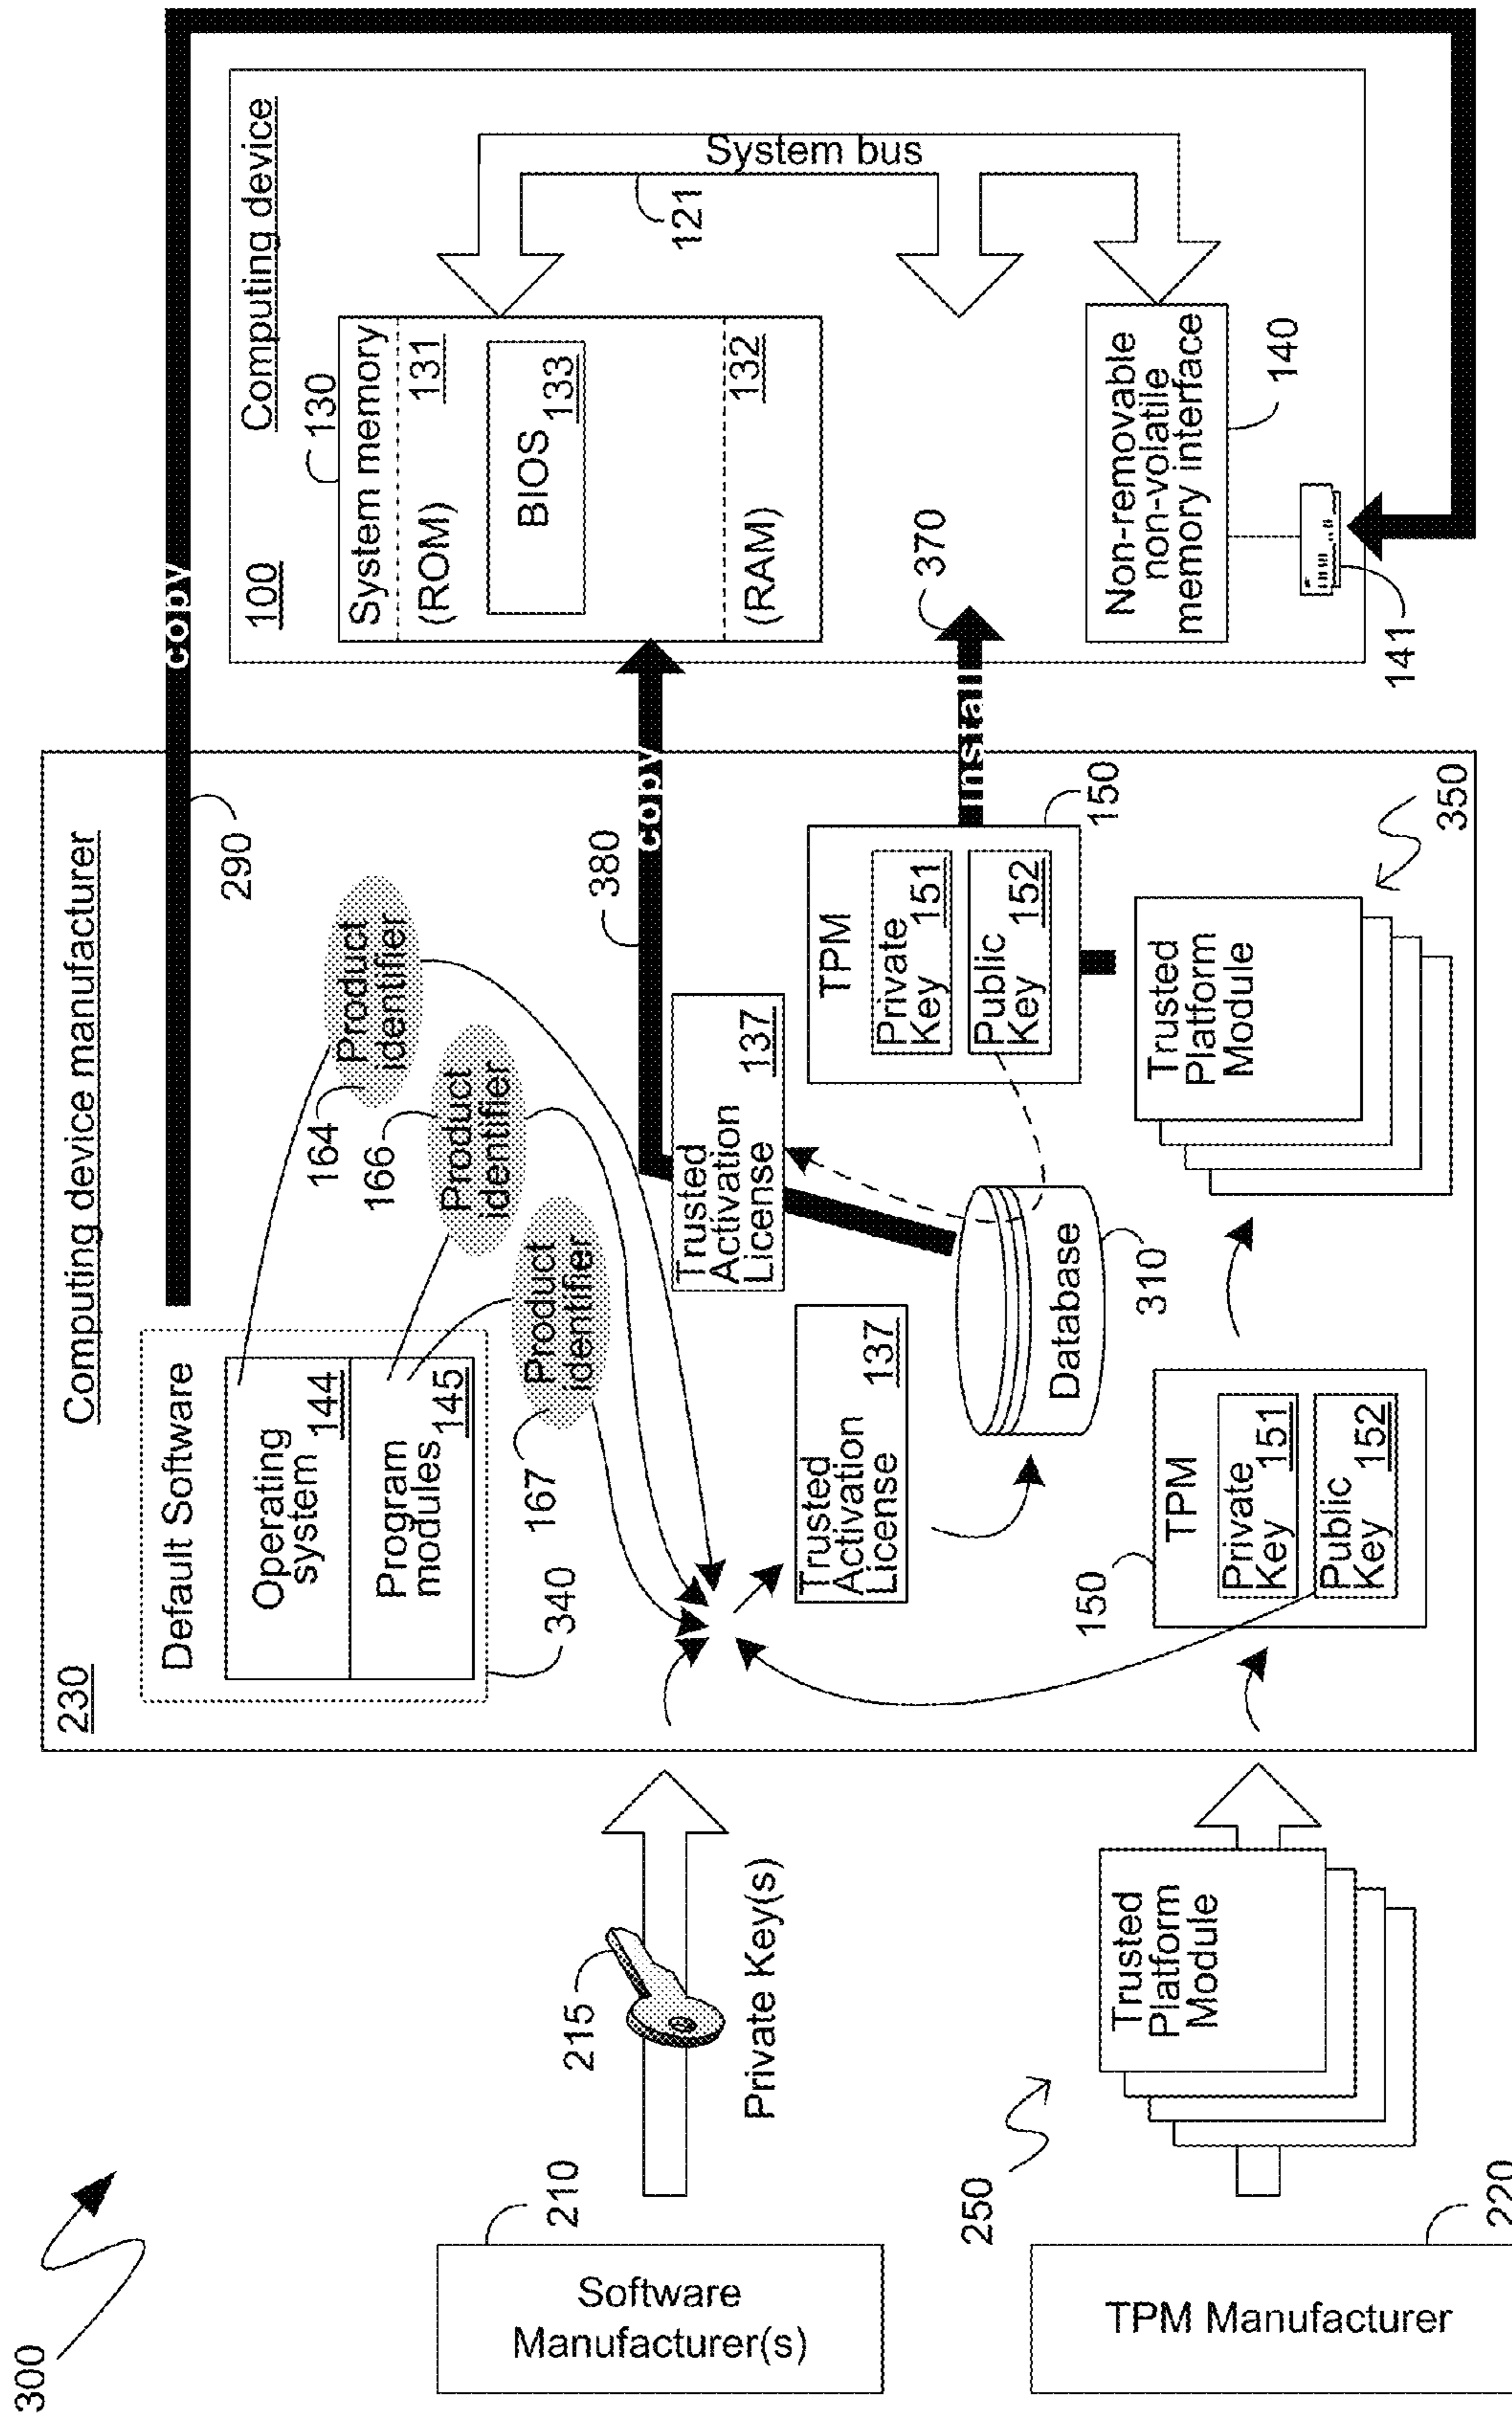 300
Software
Manufacturer(s)
210
TPM Manufacturer
220
215
Private Key(s)
250
Trusted
Platform
Module
230
Computing device manufacturer
Default Software
Operating
system
144
Program
modules
145
340
164
Product
identifier
166
Product
identifier
167
Product
identifier
290
copy
Trusted
Activation
License
137
Trusted
Activation
License
137
380
copy
Database
310
150
TPM
Private
Key
151
Public
Key
152
TPM
Private
Key
151
Public
Key
152
150
Trusted
Platform
Module
350
install
370
100
Computing device
130
System memory
(ROM)
131
BIOS
133
(RAM)
132
System bus
121
Non-removable
non-volatile
memory interface
140
141